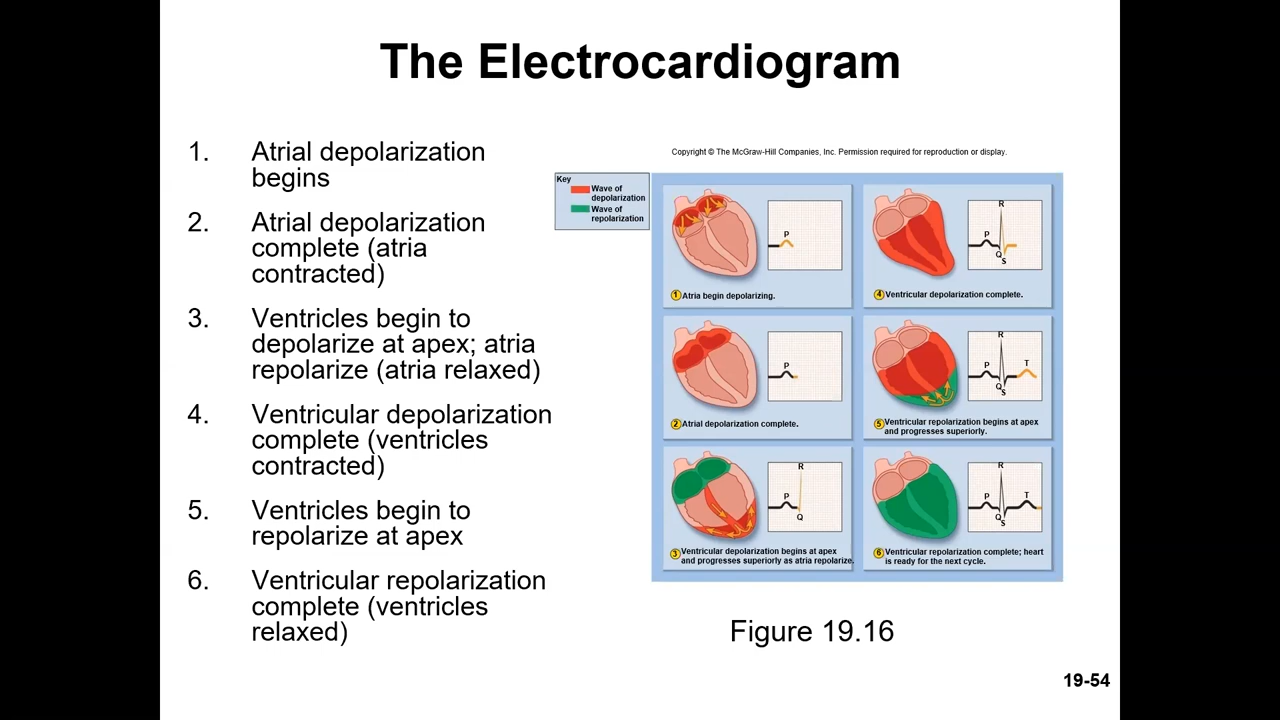 The Electrocardiogram
1. Atrial depolarization
begins
2. Atrial depolarization
complete (atria
contracted)
3. Ventricles begin to
depolarize at apex; atria
repolarize (atria relaxed)
4. Ventricular depolarization
complete (ventricles
contracted)
5. Ventricles begin to
repolarize at apex
6. Ventricular repolarization
complete (ventricles
relaxed)
Copyright © The McGraw-Hill Companies, Inc. Permission required for reproduction or display.
Key
Wave of
depolarization
Wave of
repolarization
P
1 Atria begin depolarizing.
P
2 Atrial depolarization complete.
R
P
Q
3 Ventricular depolarization begins at apex
and progresses superiorly as atria repolarize.
R
P
Q
S
4 Ventricular depolarization complete.
R
P
T
Q
S
5 Ventricular repolarization begins at apex
and progresses superiorly.
R
P
T
Q
S
6 Ventricular repolarization complete; heart
is ready for the next cycle.
Figure 19.16
19-54